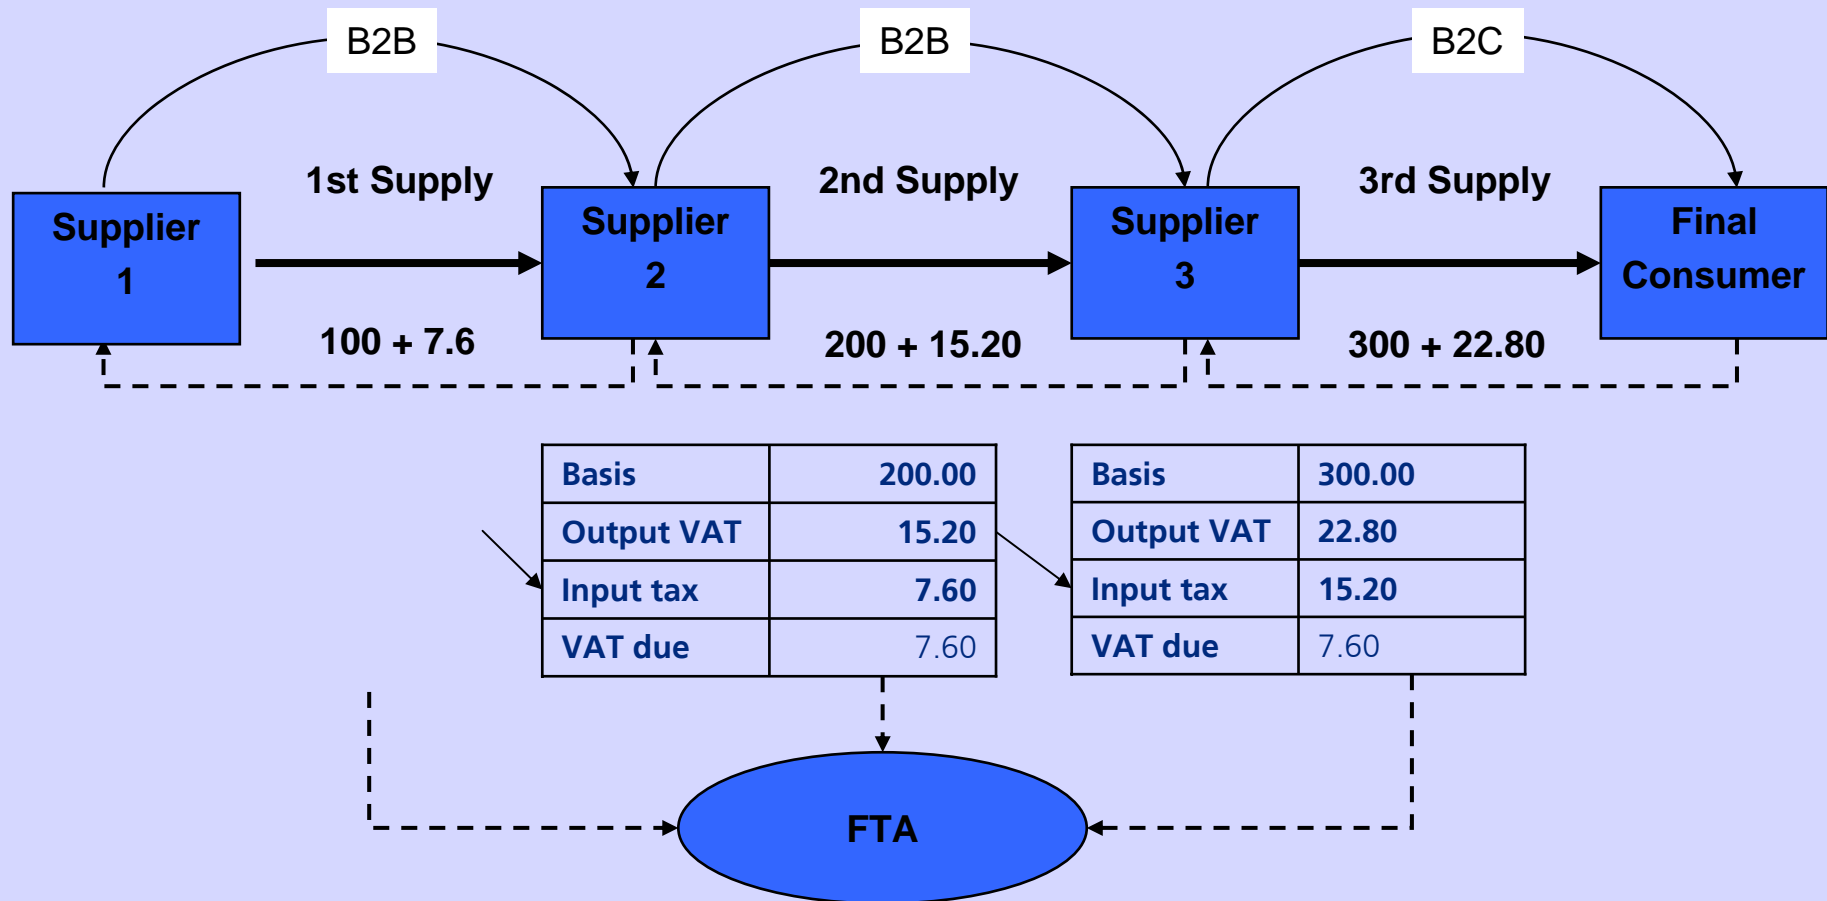 B2B
B2B
B2C
1st Supply
2nd Supply
3rd Supply
Supplier
1
Supplier
2
Supplier
3
Final
Consumer
100 + 7.6
200 + 15.20
300 + 22.80
Basis 200.00
Output VAT 15.20
Input tax 7.60
VAT due 7.60
Basis 300.00
Output VAT 22.80
Input tax 15.20
VAT due 7.60
FTA